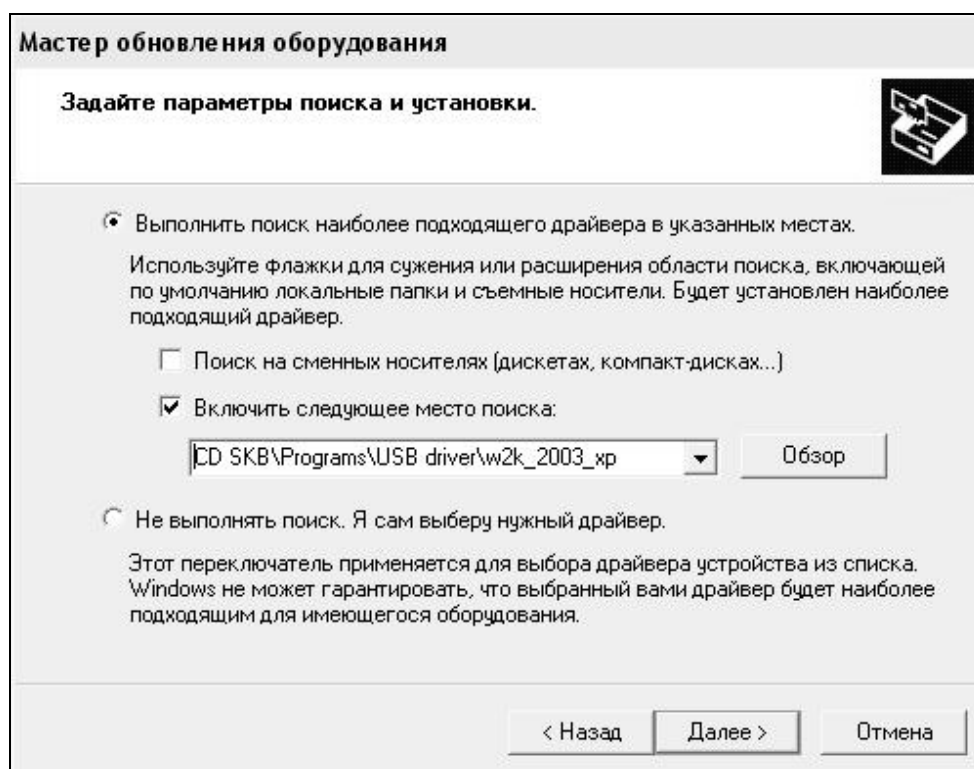 Мастер обновления оборудования
Задайте параметры поиска и установки.
Выполнить поиск наиболее подходящего драйвера в указанных местах.
Используйте флажки для сужения или расширения области поиска, включающей
по умолчанию локальные папки и съемные носители. Будет установлен наиболее
подходящий драйвер.
Поиск на сменных носителях (дискетах, компакт-дисках...)
Включить следующее место поиска:
CD SKB\Programs\USB driver\w2k_2003_xp
Обзор
Не выполнять поиск. Я сам выберу нужный драйвер.
Этот переключатель применяется для выбора драйвера устройства из списка.
Windows не может гарантировать, что выбранный вами драйвер будет наиболее
подходящим для имеющегося оборудования.
< Назад
Далее >
Отмена